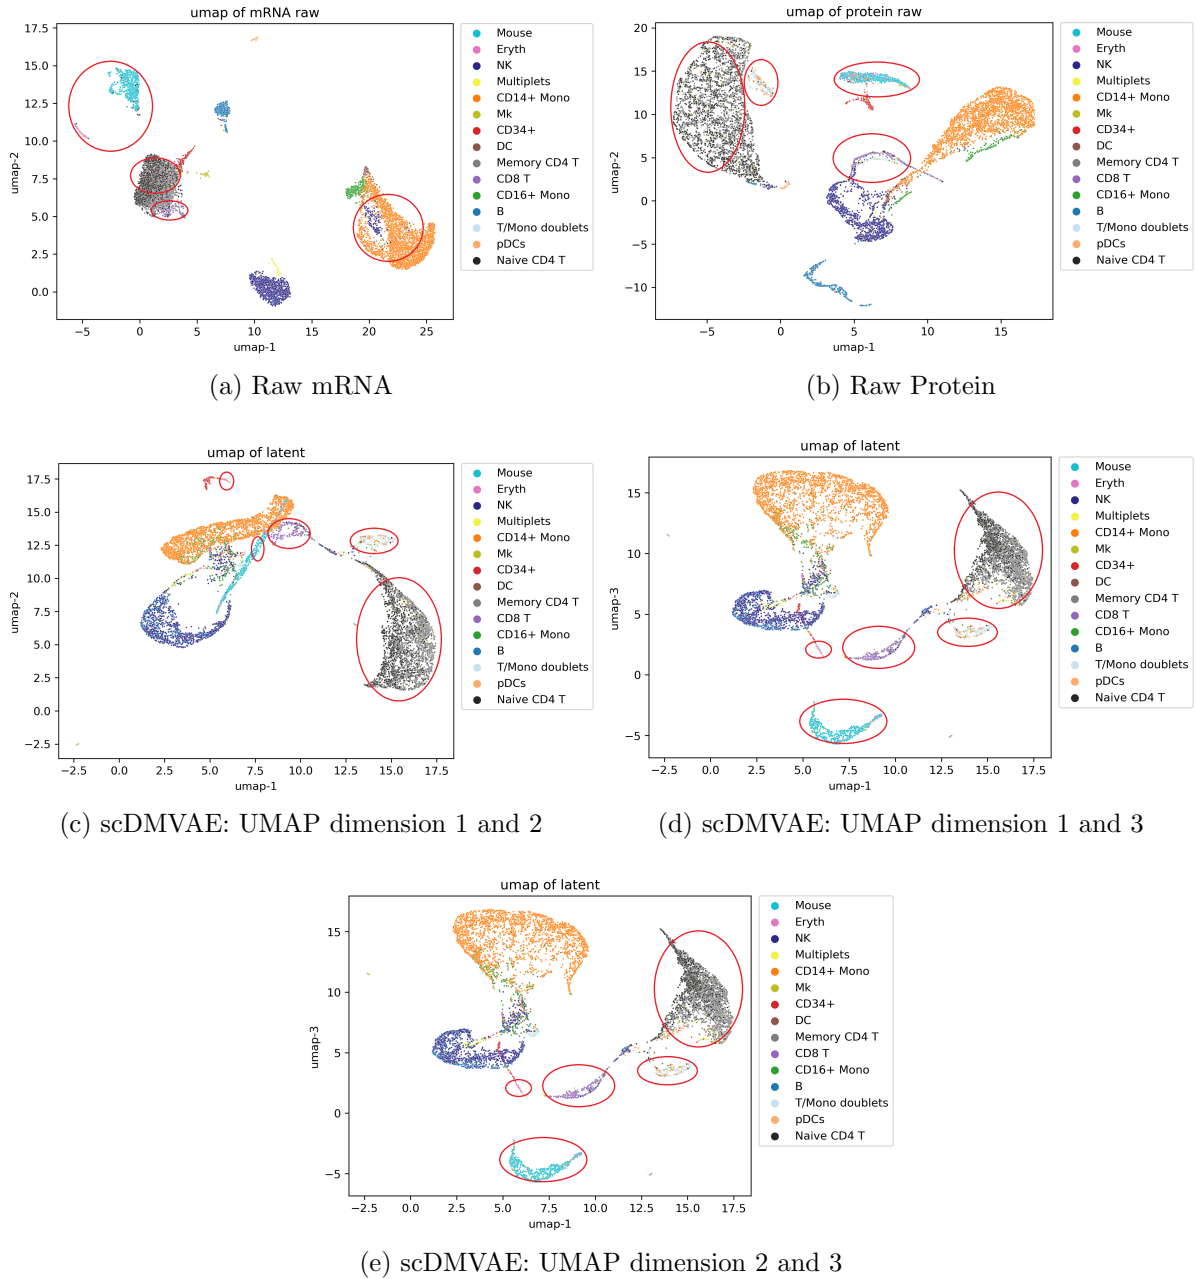 umap of mRNA raw
17.5
15.0
12.5
10.0
7.5
5.0
2.5
0.0
umap-2
−5 0 5 10 15 20 25
umap-1
Mouse
Eryth
NK
Multiplets
CD14+ Mono
Mk
CD34+
DC
Memory CD4 T
CD8 T
CD16+ Mono
B
T/Mono doublets
pDCs
Naive CD4 T
(a) Raw mRNA
umap of protein raw
20
15
10
5
0
−5
−10
umap-2
−5 0 5 10 15
umap-1
Mouse
Eryth
NK
Multiplets
CD14+ Mono
Mk
CD34+
DC
Memory CD4 T
CD8 T
CD16+ Mono
B
T/Mono doublets
pDCs
Naive CD4 T
(b) Raw Protein
umap of latent
17.5
15.0
12.5
10.0
7.5
5.0
2.5
0.0
−2.5
umap-2
−2.5 0.0 2.5 5.0 7.5 10.0 12.5 15.0 17.5
umap-1
Mouse
Eryth
NK
Multiplets
CD14+ Mono
Mk
CD34+
DC
Memory CD4 T
CD8 T
CD16+ Mono
B
T/Mono doublets
pDCs
Naive CD4 T
(c) scDMVAE: UMAP dimension 1 and 2
umap of latent
15
10
5
0
−5
umap-3
−2.5 0.0 2.5 5.0 7.5 10.0 12.5 15.0 17.5
umap-1
Mouse
Eryth
NK
Multiplets
CD14+ Mono
Mk
CD34+
DC
Memory CD4 T
CD8 T
CD16+ Mono
B
T/Mono doublets
pDCs
Naive CD4 T
(d) scDMVAE: UMAP dimension 1 and 3
umap of latent
15
10
5
0
−5
umap-3
−2.5 0.0 2.5 5.0 7.5 10.0 12.5 15.0 17.5
umap-1
Mouse
Eryth
NK
Multiplets
CD14+ Mono
Mk
CD34+
DC
Memory CD4 T
CD8 T
CD16+ Mono
B
T/Mono doublets
pDCs
Naive CD4 T
(e) scDMVAE: UMAP dimension 2 and 3